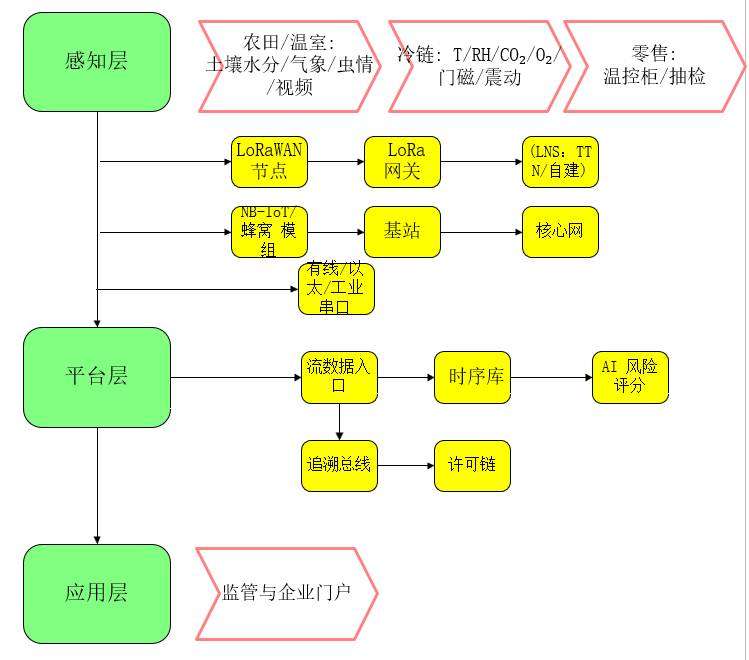 感知层
农田/温室:
土壤水分/气象/虫情
/视频
冷链: T/RH/CO₂/O₂/
门磁/震动
零售:
温控柜/抽检
LoRaWAN
节点
LoRa
网关
(LNS: TT
N/自建)
NB-IoT/
蜂窝 模
组
基站
核心网
有线/以
太/工业
串口
平台层
流数据入
口
时序库
AI 风险
评分
追溯总线
许可链
应用层
监管与企业门户